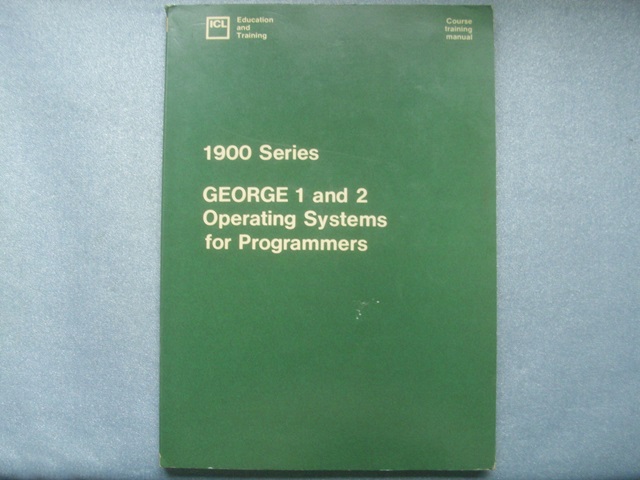 ICL
Education
and
Training
Course
training
manual
1900 Series
GEORGE 1 and 2
Operating Systems
for Programmers